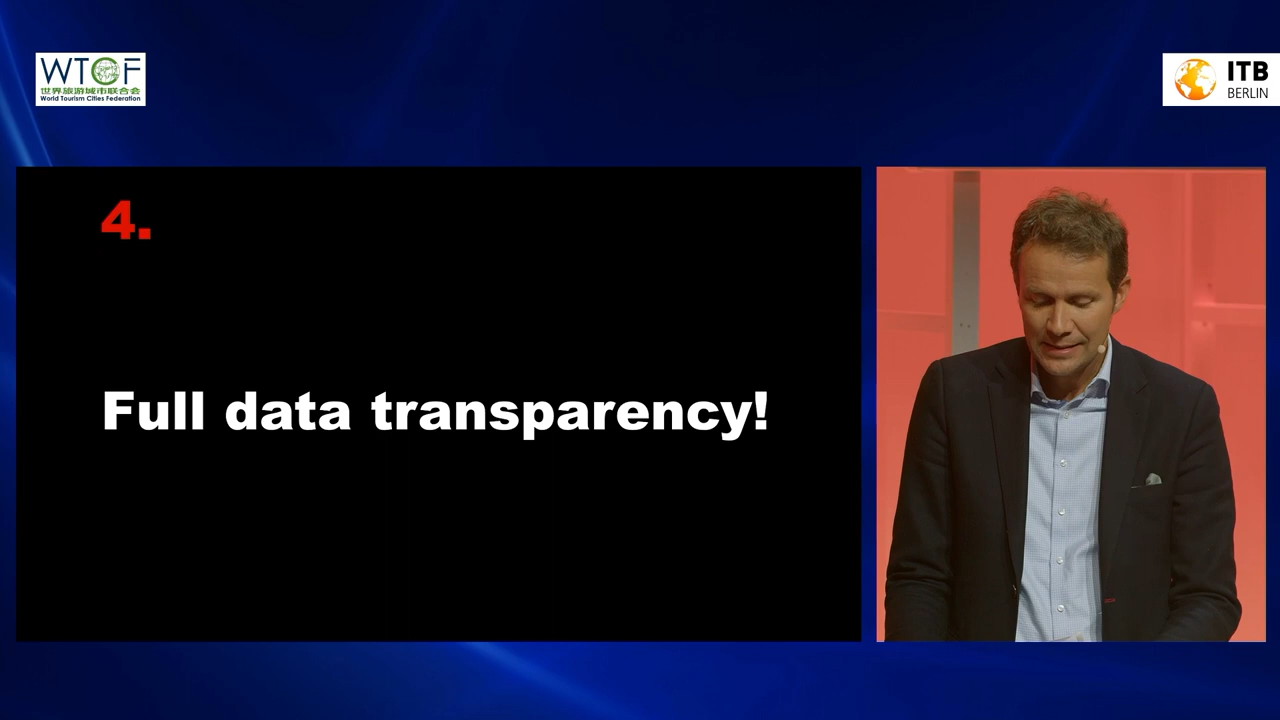 WTCF
世界旅游城市联合会
World Tourism Cities Federation
ITB
BERLIN
4.
Full data transparency!